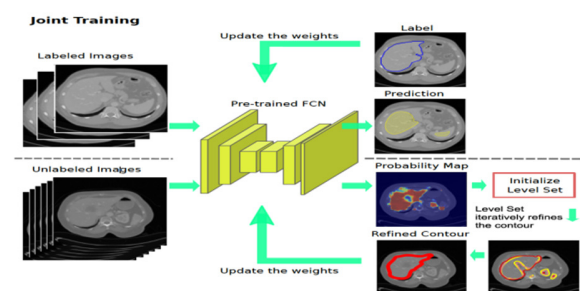 Joint Training
Update the weights
Label
Labeled Images
Pre-trained FCN
Prediction
Unlabeled Images
Probability Map
Initialize
Level Set
Level Set
iteratively refines
the contour
Refined Contour
Update the weights